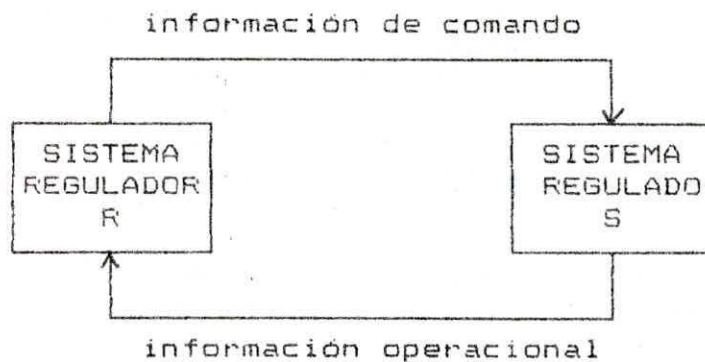 información de comando
SISTEMA
REGULADOR
R
SISTEMA
REGULADO
S
información operacional